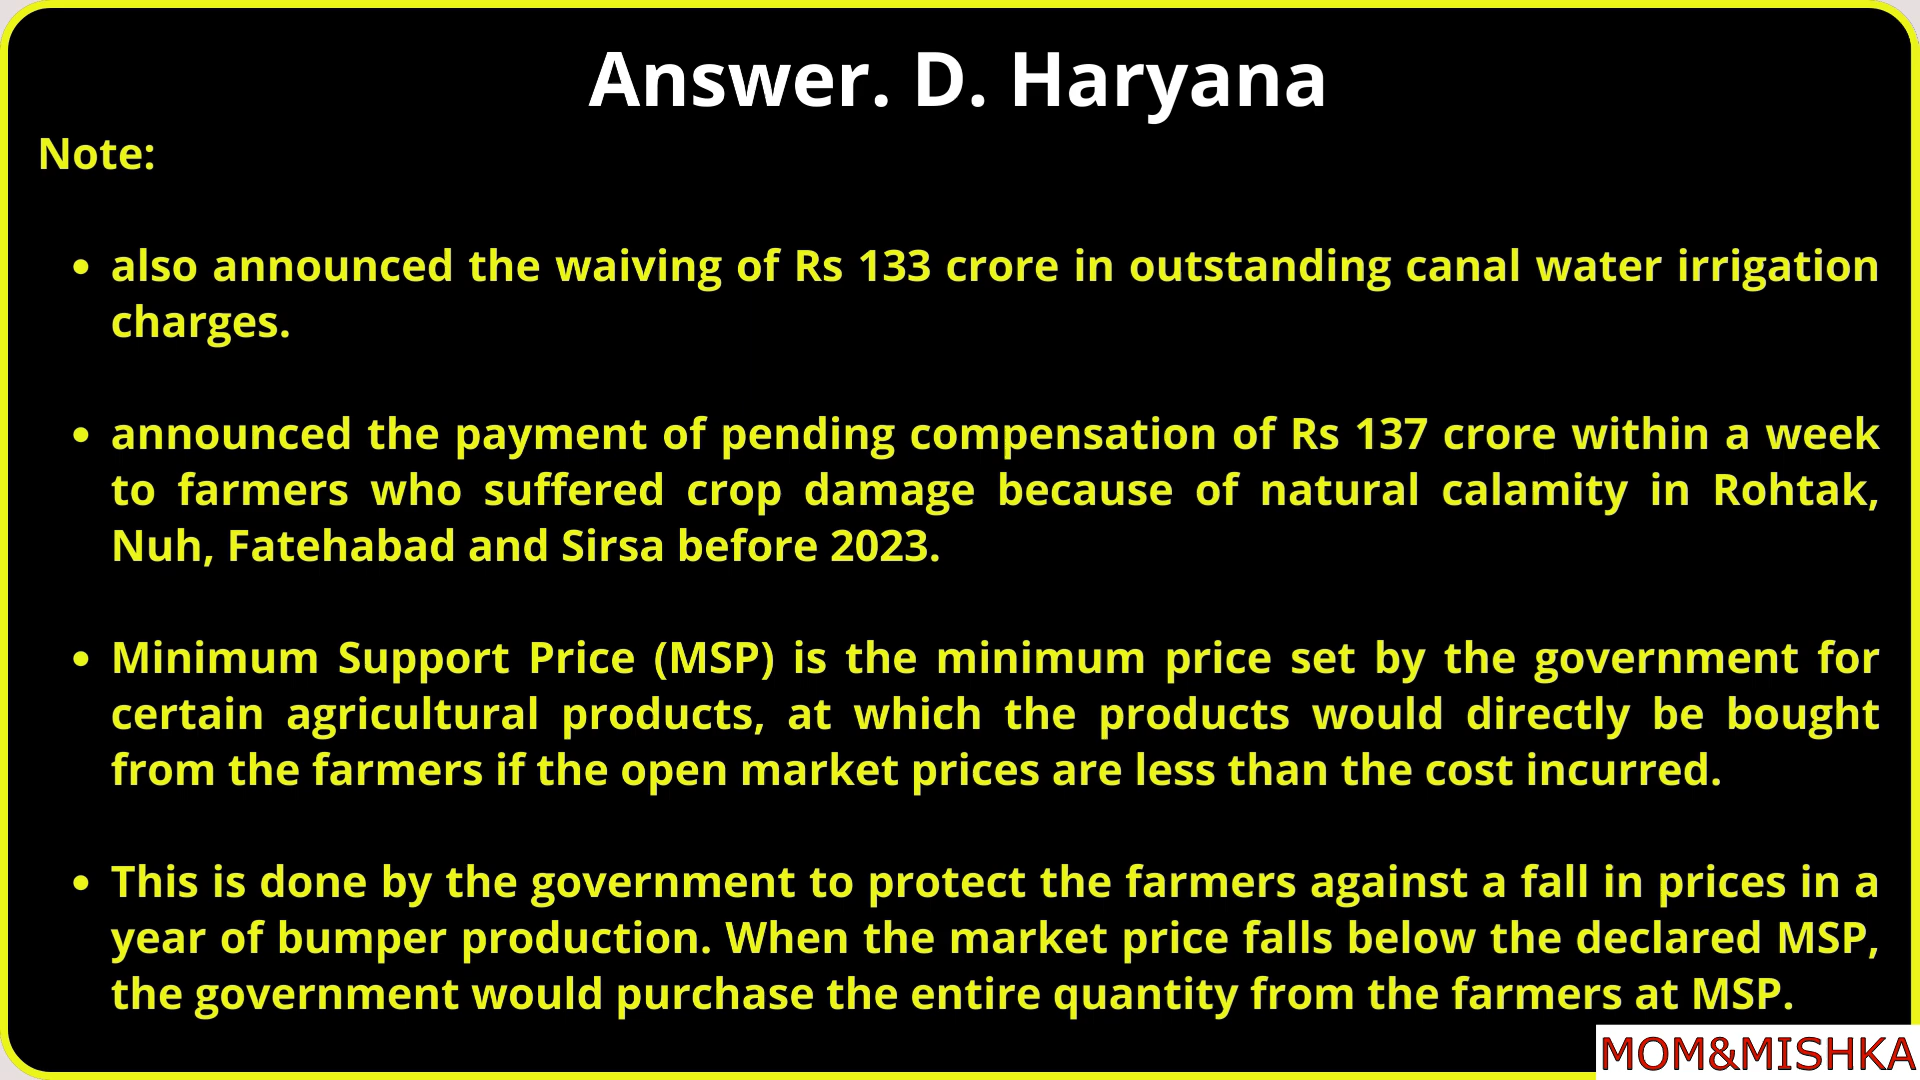 Answer. D. Haryana
Note:
• also announced the waiving of Rs 133 crore in outstanding canal water irrigation
charges.
• announced the payment of pending compensation of Rs 137 crore within a week
to farmers who suffered crop damage because of natural calamity in Rohtak,
Nuh, Fatehabad and Sirsa before 2023.
• Minimum Support Price (MSP) is the minimum price set by the government for
certain agricultural products, at which the products would directly be bought
from the farmers if the open market prices are less than the cost incurred.
• This is done by the government to protect the farmers against a fall in prices in a
year of bumper production. When the market price falls below the declared MSP,
the government would purchase the entire quantity from the farmers at MSP.
MOM&MISHKA